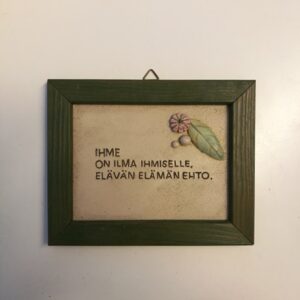 IHME
ON ILMA IHMISELLE,
ELÄVÄN ELÄMÄN EHTO.